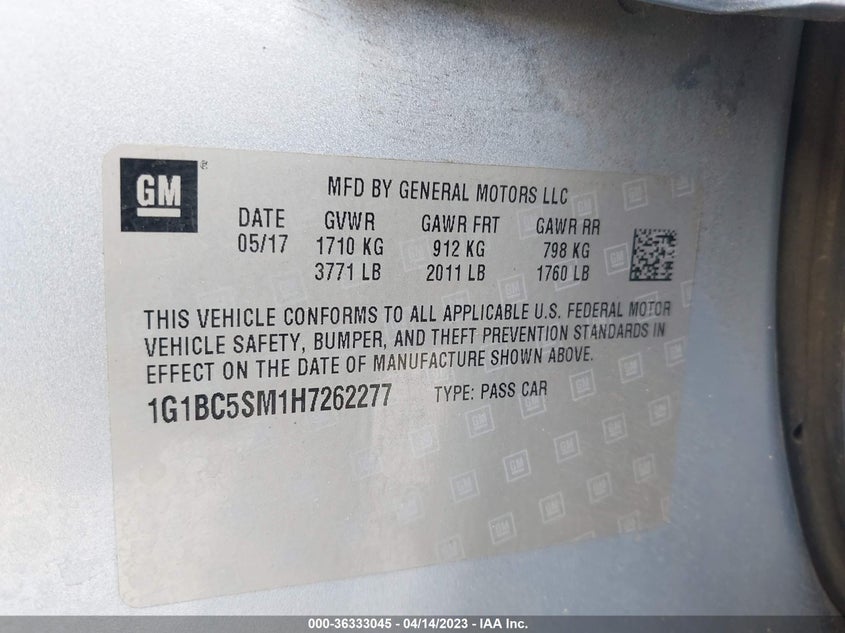 GM
MFD BY GENERAL MOTORS LLC
DATE GVWR GAWR FRT GAWR RR
05/17 1710 KG 912 KG 798 KG
3771 LB 2011 LB 1760 LB
THIS VEHICLE CONFORMS TO ALL APPLICABLE U.S. FEDERAL MOTOR
VEHICLE SAFETY, BUMPER, AND THEFT PREVENTION STANDARDS IN
EFFECT ON THE DATE OF MANUFACTURE SHOWN ABOVE.
1G1BC5SM1H7262277 TYPE: PASS CAR
000-36333045 - 04/14/2023 - IAA Inc.